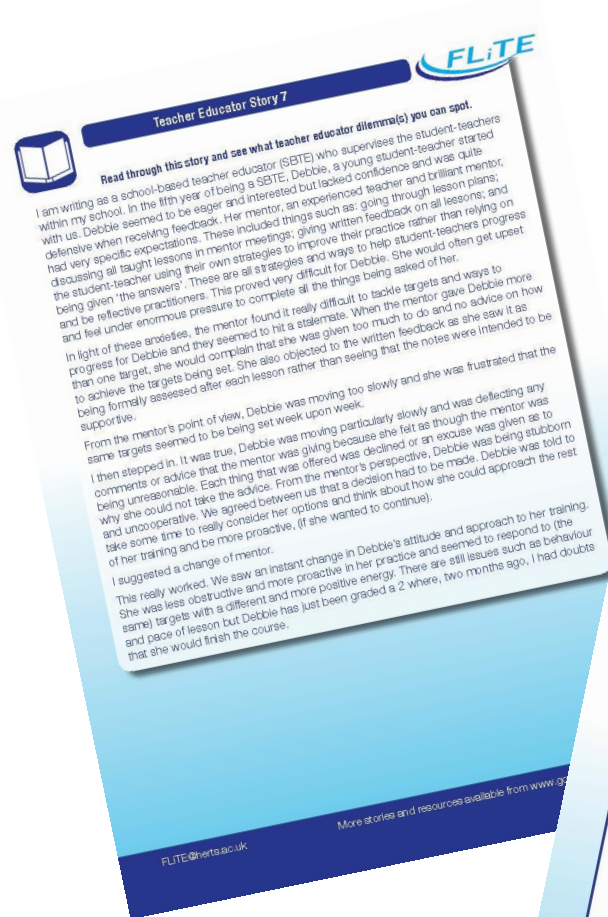 FLiTE
Teacher Educator Story 7
Read through this story and see what teacher educator dilemma(s) you can spot.
I am writing as a school-based teacher educator (SBTE) who supervises the student-teachers
within my school. In the fifth year of being a SBTE, Debbie, a young student-teacher started
with us. Debbie seemed to be eager and interested but lacked confidence and was quite
defensive when receiving feedback. Her mentor, an experienced teacher and brilliant mentor,
had very specific expectations. These included things such as: going through lesson plans;
discussing all taught lessons in mentor meetings; giving written feedback on all lessons; and
the student-teacher using their own strategies to improve their practice rather than relying on
being given 'the answers'. These are all strategies and ways to help student-teachers progress
and be reflective practitioners. This proved very difficult for Debbie. She would often get upset
and feel under enormous pressure to complete all the things being asked of her.
In light of these anxieties, the mentor found it really difficult to tackle targets and ways to
progress for Debbie and they seemed to hit a stalemate. When the mentor gave Debbie more
than one target, she would complain that she was given too much to do and no advice on how
to achieve the targets being set. She also objected to the written feedback as she saw it as
being formally assessed after each lesson rather than seeing that the notes were intended to be
supportive.
From the mentor's point of view, Debbie was moving too slowly and she was frustrated that the
same targets seemed to be being set week upon week.
I then stepped in. It was true, Debbie was moving particularly slowly and was deflecting any
comments or advice that the mentor was giving because she felt as though the mentor was
being unreasonable. Each thing that was offered was declined or an excuse was given as to
why she could not take the advice. From the mentor's perspective, Debbie was being stubborn
and uncooperative. We agreed between us that a decision had to be made. Debbie was told to
take some time to really consider her options and think about how she could approach the rest
of her training and be more proactive, (if she wanted to continue).
I suggested a change of mentor.
This really worked. We saw an instant change in Debbie's attitude and approach to her training.
She was less obstructive and more proactive in her practice and seemed to respond to (the
same) targets with a different and more positive energy. There are still issues such as behaviour
and pace of lesson but Debbie has just been graded a 2 where, two months ago, I had doubts
that she would finish the course.
More stories and resources available from www.go
FLiTE@herts.ac.uk